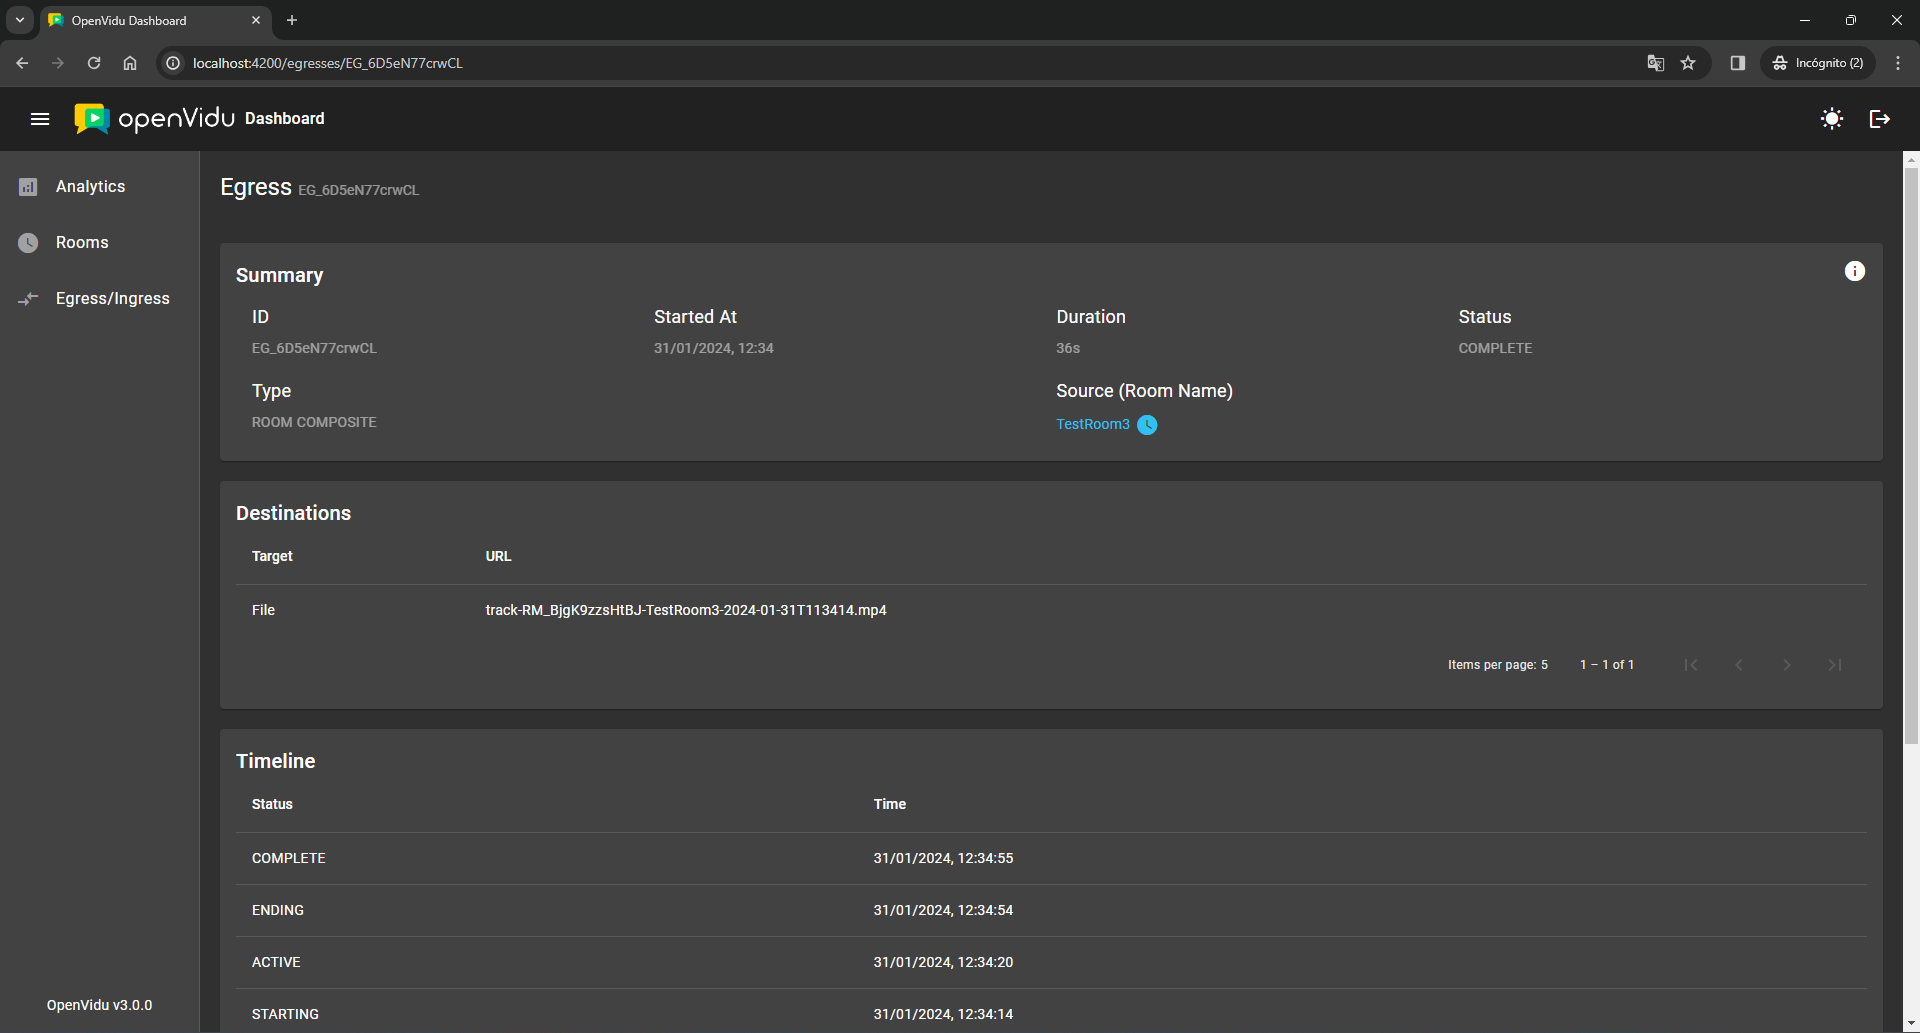 OpenVidu Dashboard
localhost:4200/egresses/EG_6D5eN77crwCL
Incógnito (2)
openVidu Dashboard
Analytics
Rooms
Egress/Ingress
OpenVidu v3.0.0
Egress EG_6D5eN77crwCL
Summary
ID Started At Duration Status
EG_6D5eN77crwCL 31/01/2024, 12:34 36s COMPLETE
Type Source (Room Name)
ROOM COMPOSITE TestRoom3
Destinations
Target URL
File track-RM_BjgK9zzsHtBJ-TestRoom3-2024-01-31T113414.mp4
Items per page: 5 1 – 1 of 1
Timeline
Status Time
COMPLETE 31/01/2024, 12:34:55
ENDING 31/01/2024, 12:34:54
ACTIVE 31/01/2024, 12:34:20
STARTING 31/01/2024, 12:34:14